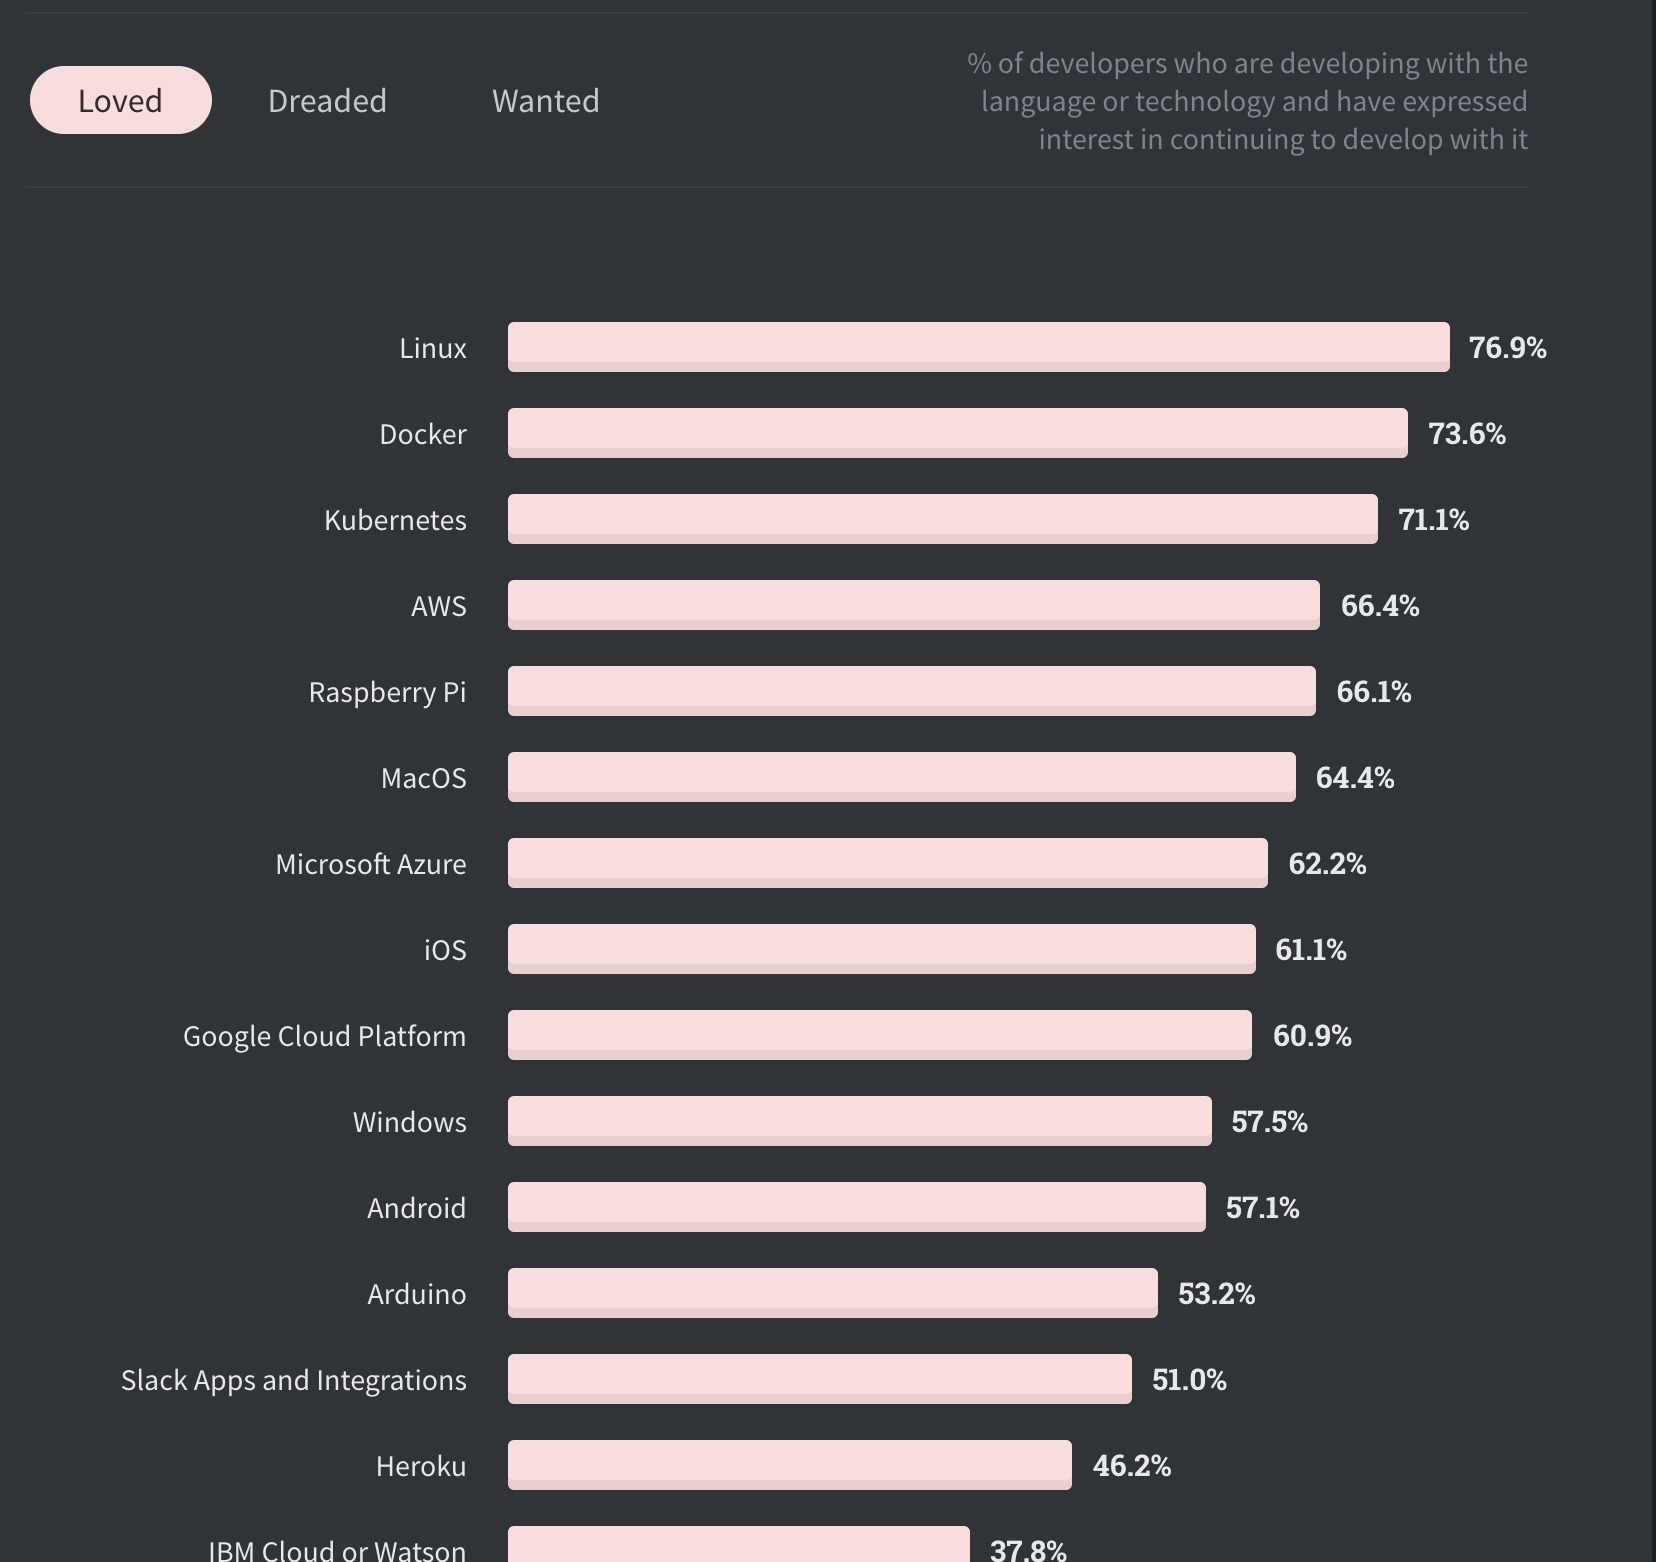 Loved Dreaded Wanted
% of developers who are developing with the
language or technology and have expressed
interest in continuing to develop with it
Linux 76.9%
Docker 73.6%
Kubernetes 71.1%
AWS 66.4%
Raspberry Pi 66.1%
MacOS 64.4%
Microsoft Azure 62.2%
iOS 61.1%
Google Cloud Platform 60.9%
Windows 57.5%
Android 57.1%
Arduino 53.2%
Slack Apps and Integrations 51.0%
Heroku 46.2%
IBM Cloud or Watson 37.8%